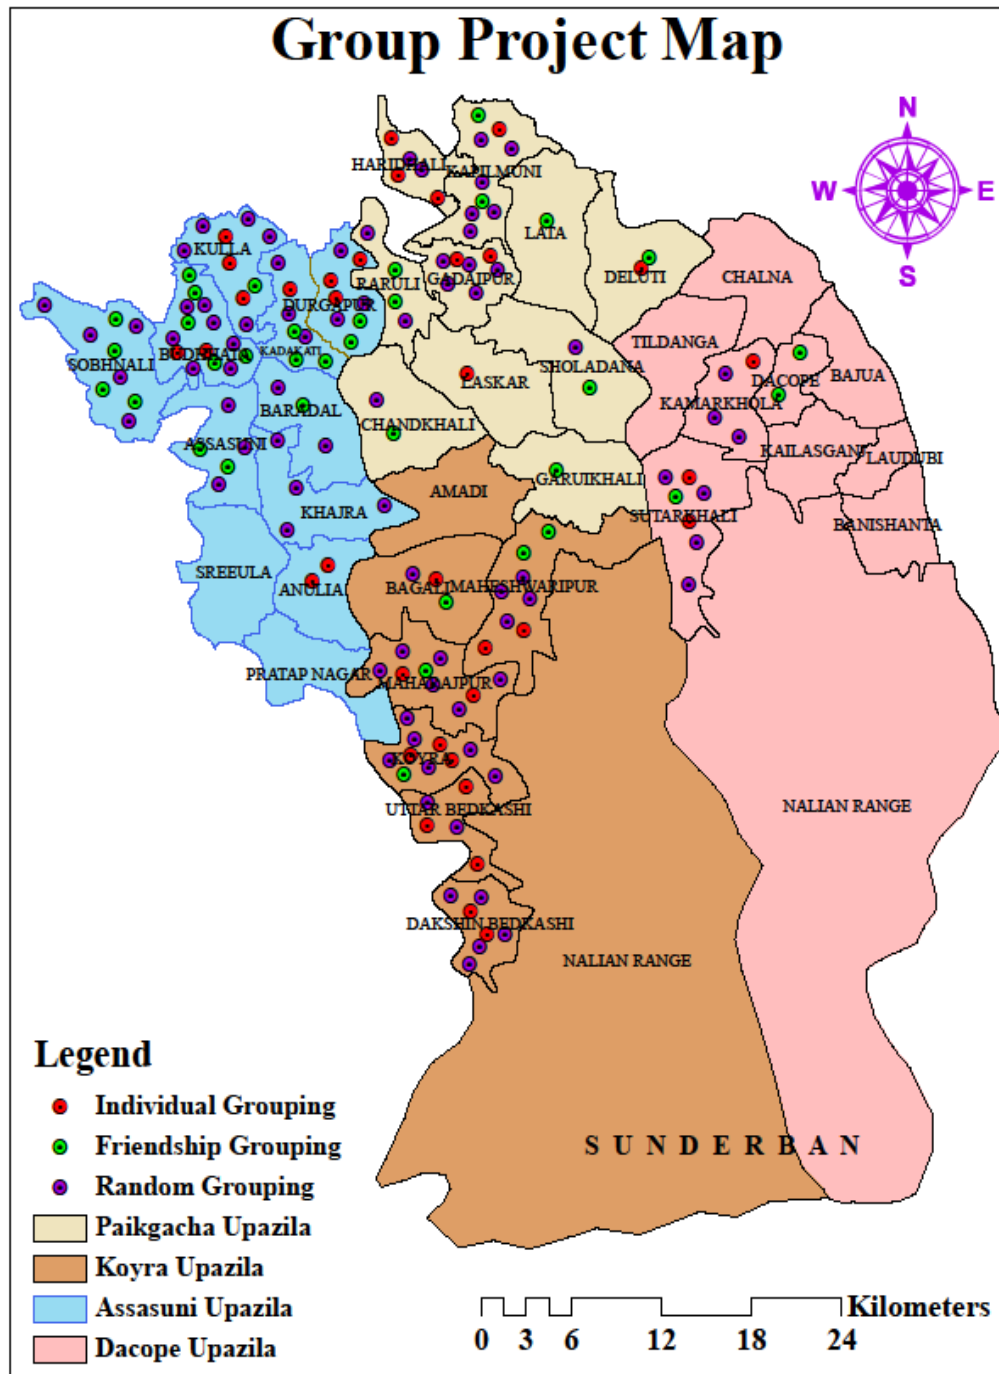 Group Project Map
N
W E
S
HARIDHALI
KAPILMUNI
LATA
KULLA
RARULI
GADAIPUR
DELUTI
CHALNA
DURGAPUR
TILDANGA
SOBHNALI
BUDHHATA
KADAKATI
LASKAR
SHOLADANA
DACOPE
BAJUA
BARADAL
CHANDKHALI
KAMARKHOLA
ASSASUNI
GARUIKHALI
KAILASGANJ
LAUDUBI
AMADI
KHAJRA
SUTARKHALI
BANISHANTA
SREEULA
ANULIA
BAGALI
MAHESHWARIPUR
PRATAP NAGAR
MAHARAJPUR
KOYRA
UTTAR BEDKASHI
NALIAN RANGE
DAKSHIN BEDKASHI
NALIAN RANGE
SUNDERBAN
Legend
Individual Grouping
Friendship Grouping
Random Grouping
Paikgacha Upazila
Koyra Upazila
Assasuni Upazila
Dacope Upazila
Kilometers
0 3 6 12 18 24